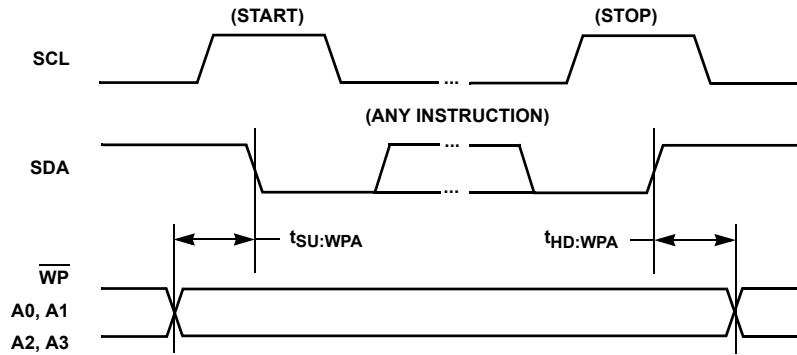 (START) (STOP)
SCL
...
(ANY INSTRUCTION)
SDA
...
...
tSU:WPA tHD:WPA
WP
A0, A1
A2, A3